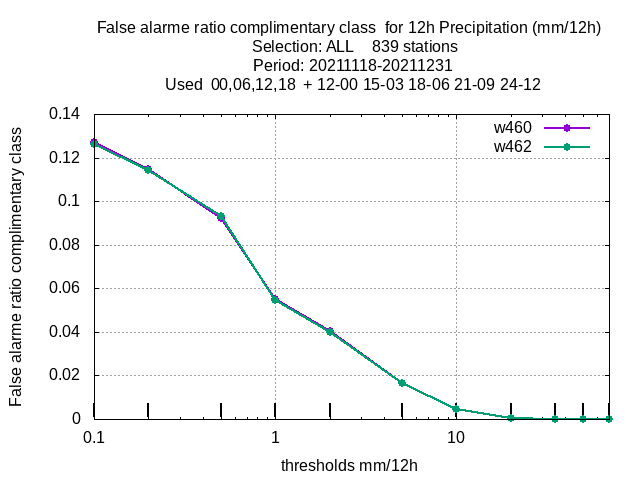 False alarme ratio complimentary class  for 12h Precipitation (mm/12h)
Selection: ALL    839 stations
Period: 20211118-20211231
Used  00,06,12,18  + 12-00 15-03 18-06 21-09 24-12
False alarme ratio complimentary class
0.14
0.12
0.1
0.08
0.06
0.04
0.02
0
w460
w462
0.1
1
10
thresholds mm/12h